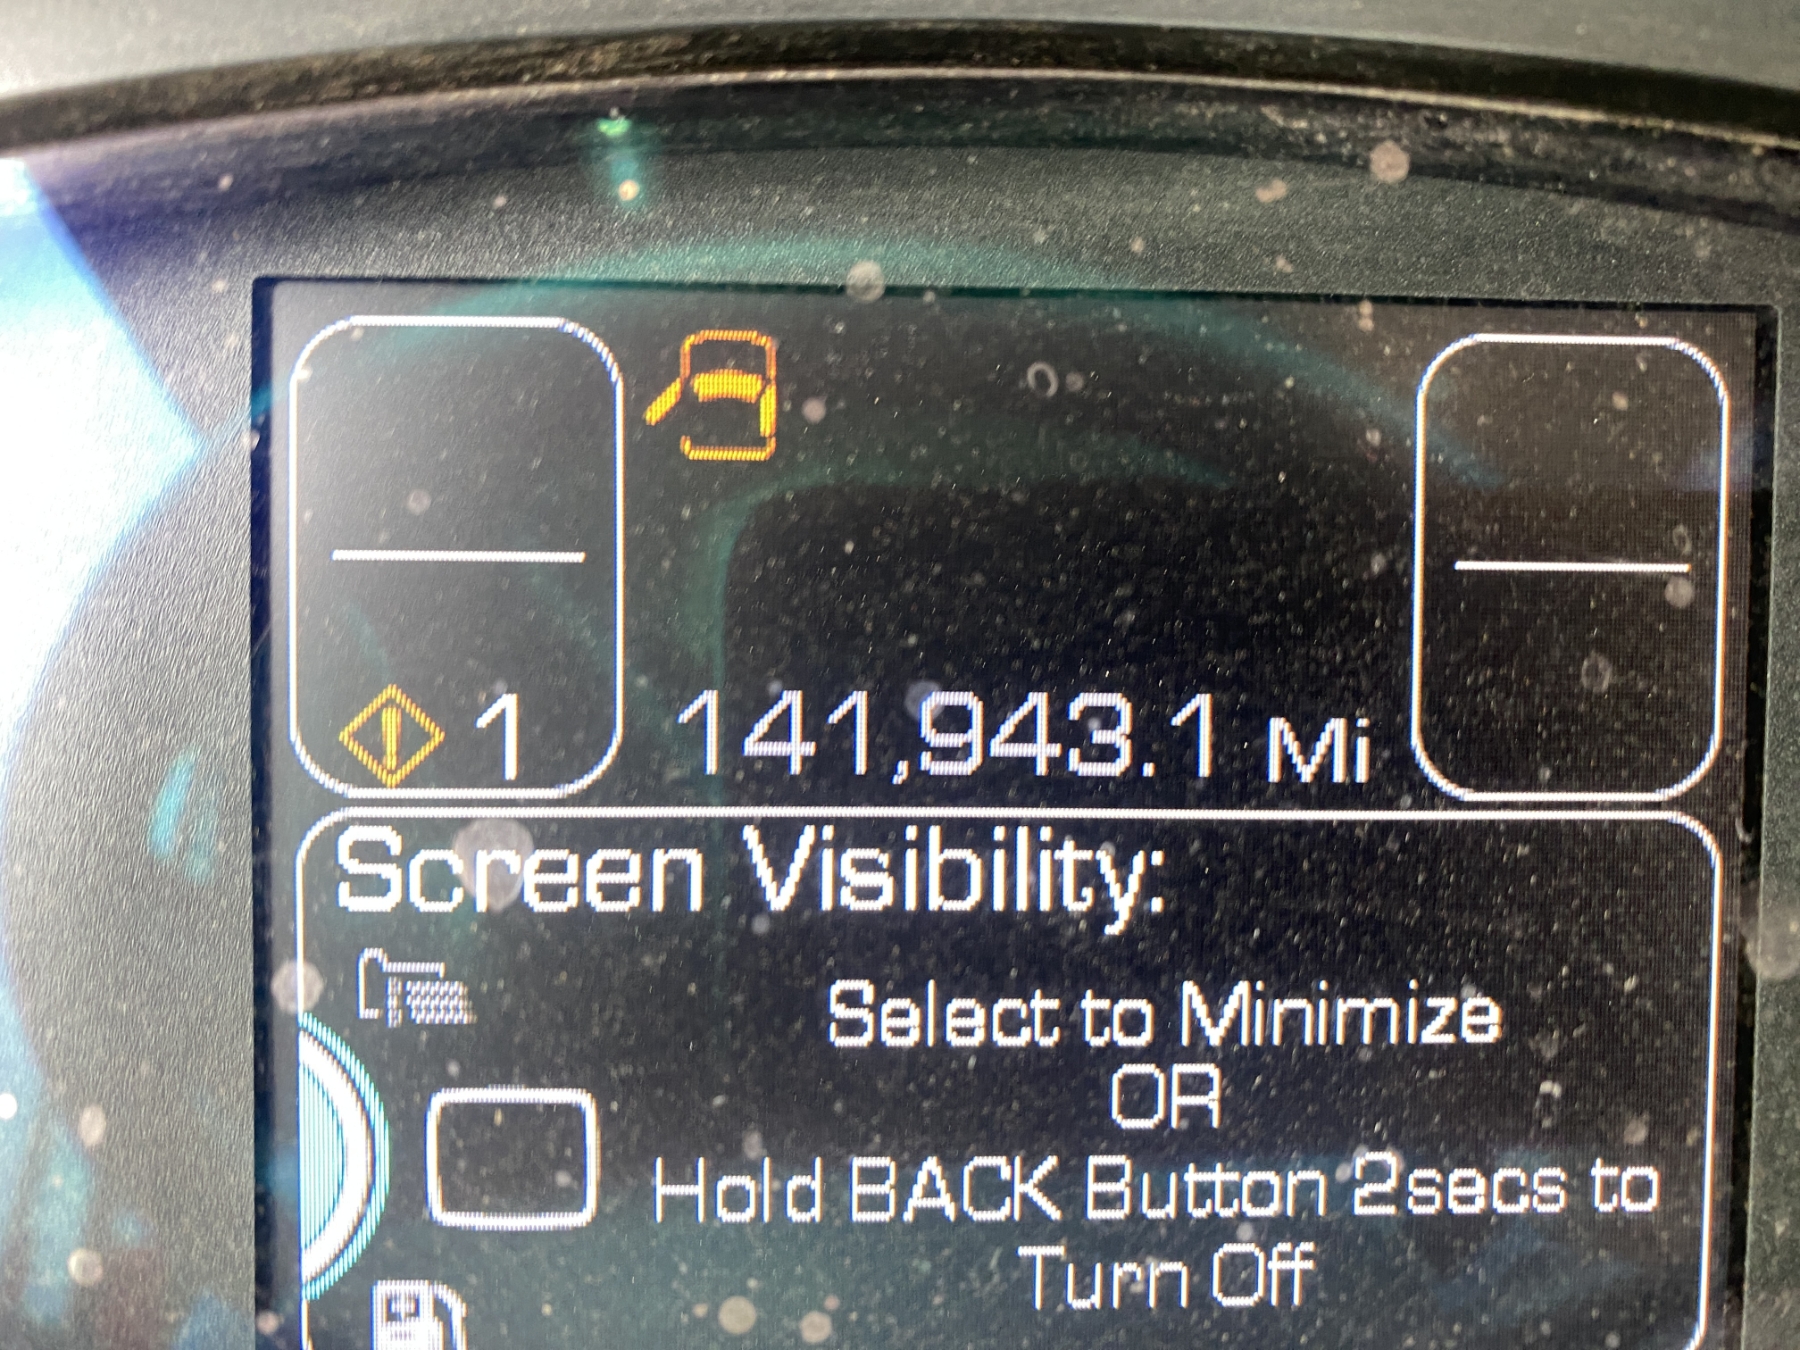 1 141,943.1 Mi
Screen Visibility:
Select to Minimize
OR
Hold BACK Button 2secs to
Turn Off